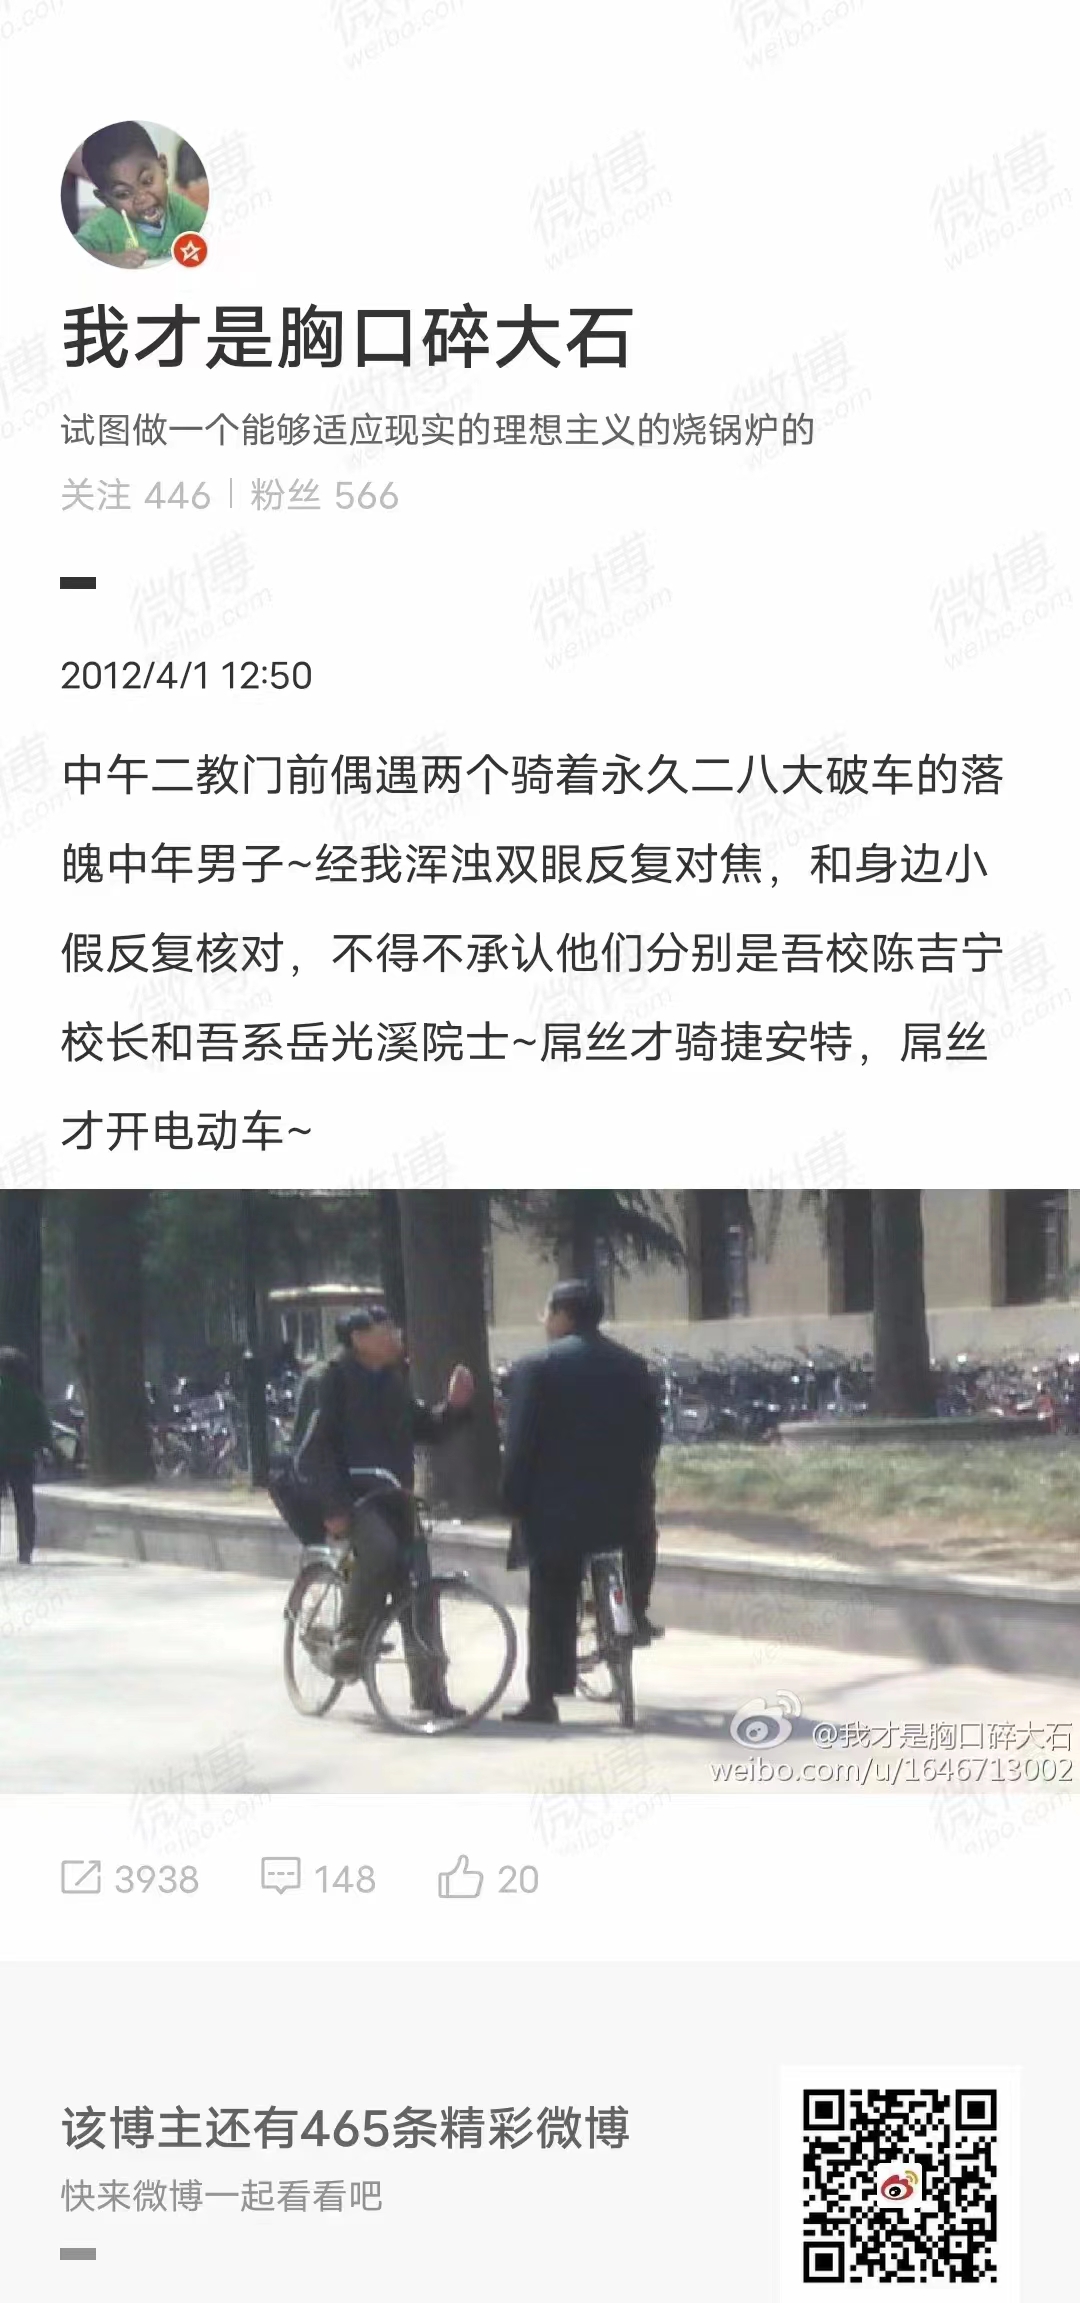 我才是胸口碎大石
试图做一个能够适应现实的理想主义的烧锅炉的
关注 446 | 粉丝 566
2012/4/1 12:50
中午二教门前偶遇两个骑着永久二八大破车的落
魄中年男子~经我浑浊双眼反复对焦，和身边小
假反复核对，不得不承认他们分别是吾校陈吉宁
校长和吾系岳光溪院士~屌丝才骑捷安特，屌丝
才开电动车~
@我才是胸口碎大石
weibo.com/u/1646713002
3938 148 20
该博主还有465条精彩微博
快来微博一起看看吧
微博
weibo.com